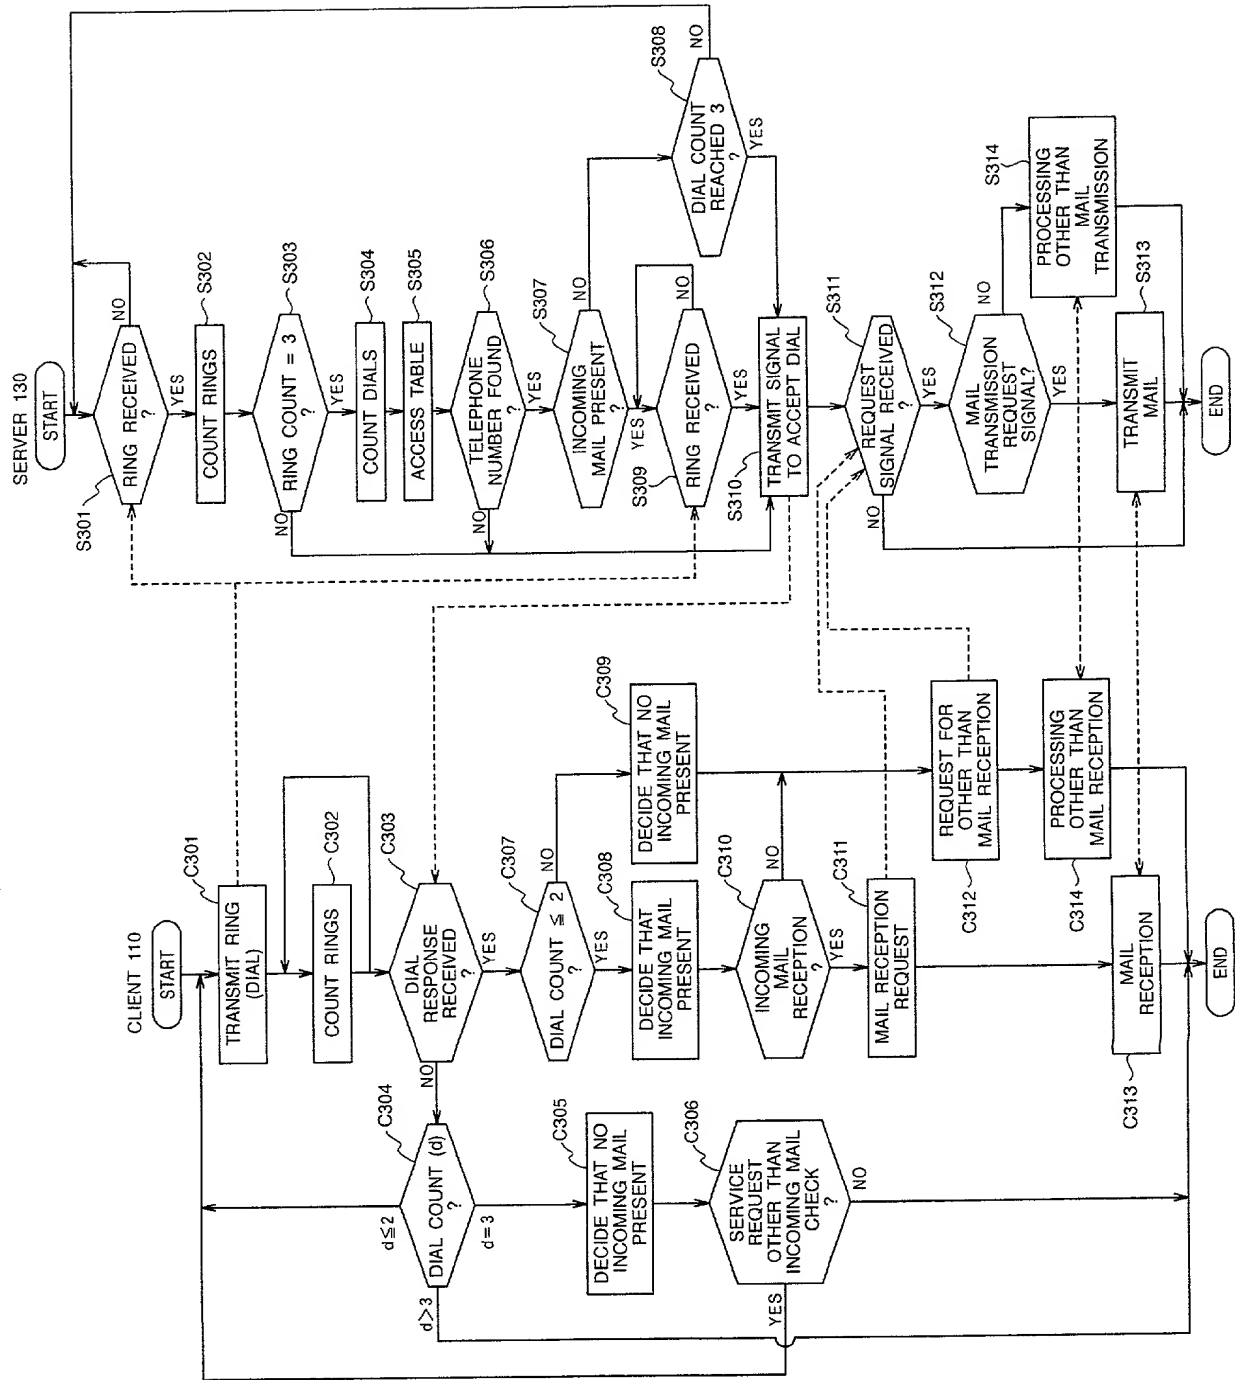 CLIENT 110
START
TRANSMIT RING
(DIAL)
C301
COUNT RINGS
C302
DIAL
RESPONSE
RECEIVED
?
C303
NO
YES
DIAL COUNT (d)
?
C304
d≦2
d=3
d>3
DECIDE THAT NO
INCOMING MAIL
PRESENT
C305
SERVICE
REQUEST
OTHER THAN
INCOMING MAIL
CHECK
?
C306
YES
NO
DIAL COUNT ≦ 2
?
C307
NO
YES
DECIDE THAT
INCOMING MAIL
PRESENT
C308
DECIDE THAT NO
INCOMING MAIL
PRESENT
C309
INCOMING
MAIL
RECEPTION
?
C310
NO
YES
MAIL RECEPTION
REQUEST
C311
REQUEST FOR
OTHER THAN
MAIL RECEPTION
C312
PROCESSING
OTHER THAN
MAIL RECEPTION
C314
MAIL
RECEPTION
C313
END
SERVER 130
START
RING RECEIVED
?
S301
NO
YES
COUNT RINGS
S302
RING COUNT = 3
?
S303
NO
YES
COUNT DIALS
S304
ACCESS TABLE
S305
TELEPHONE
NUMBER FOUND
?
S306
NO
YES
INCOMING
MAIL PRESENT
?
S307
NO
YES
DIAL COUNT
REACHED 3
?
S308
NO
YES
RING RECEIVED
?
S309
NO
YES
TRANSMIT SIGNAL
TO ACCEPT DIAL
S310
REQUEST
SIGNAL RECEIVED
?
S311
NO
YES
MAIL
TRANSMISSION
REQUEST
SIGNAL?
S312
NO
YES
PROCESSING
OTHER THAN
MAIL
TRANSMISSION
S314
TRANSMIT
MAIL
S313
END